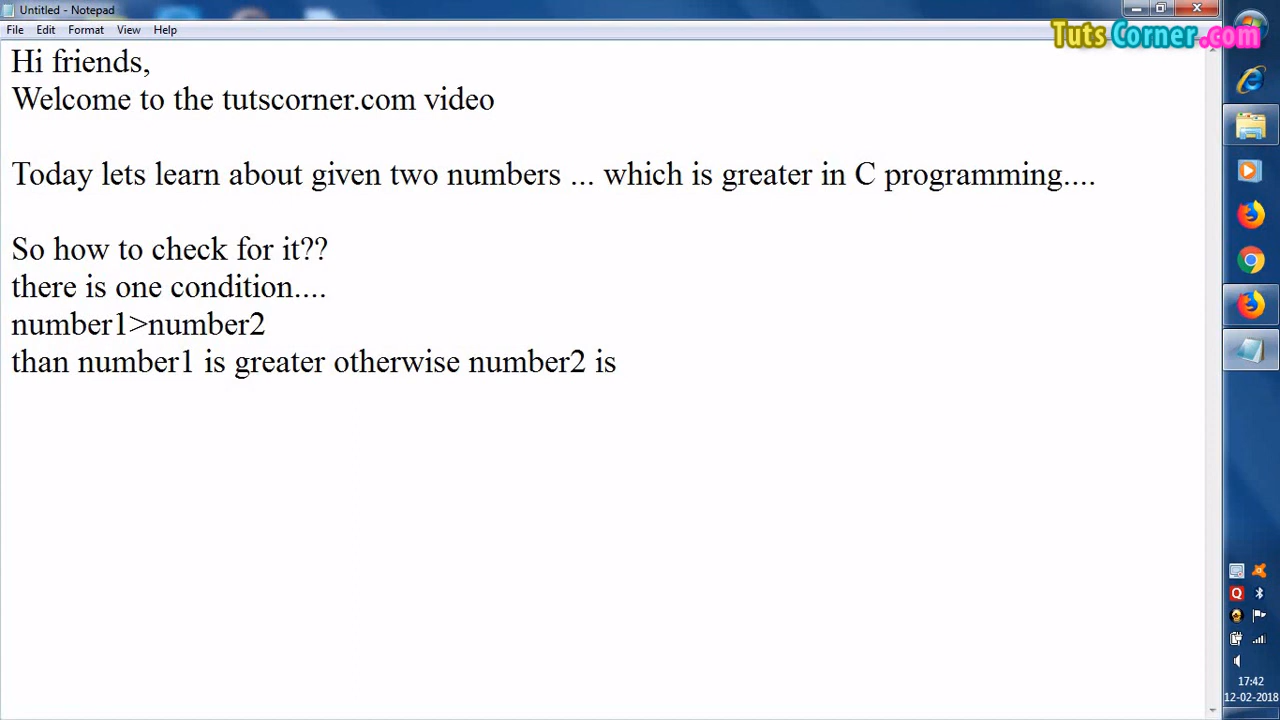 Untitled - Notepad
File Edit Format View Help
Tuts Corner .com
Hi friends,
Welcome to the tutscorner.com video
Today lets learn about given two numbers ... which is greater in C programming....
So how to check for it??
there is one condition....
number1>number2
than number1 is greater otherwise number2 is
17:42
12-02-2018